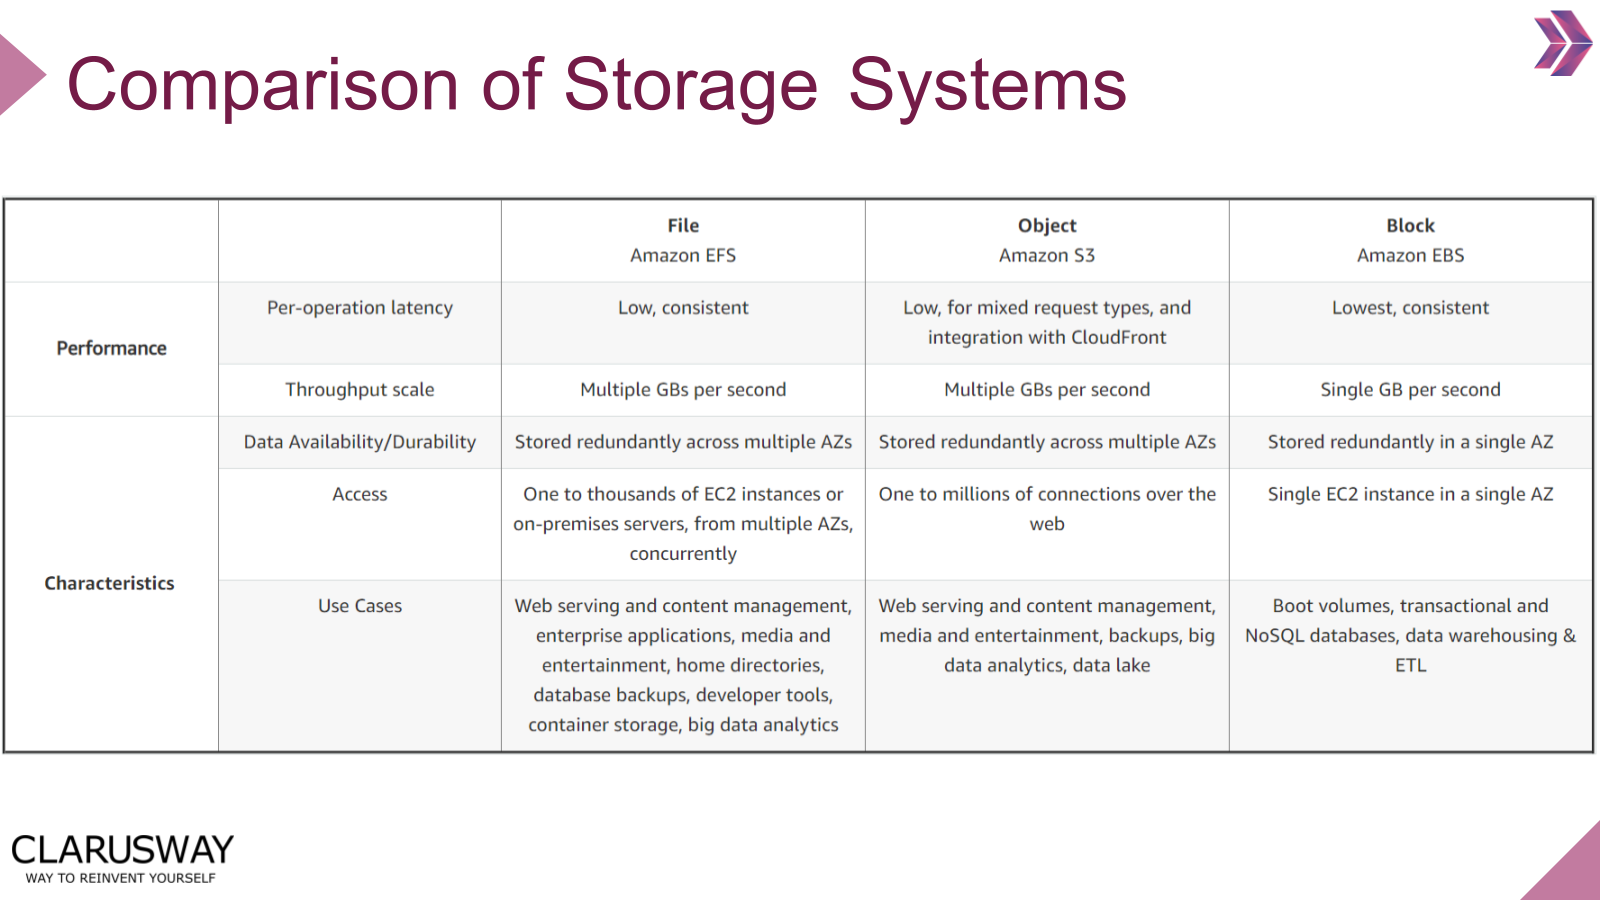 Comparison of Storage Systems
File
Amazon EFS
Object
Amazon S3
Block
Amazon EBS
Performance
Per-operation latency
Low, consistent
Low, for mixed request types, and
integration with CloudFront
Lowest, consistent
Throughput scale
Multiple GBs per second
Multiple GBs per second
Single GB per second
Characteristics
Data Availability/Durability
Stored redundantly across multiple AZs
Stored redundantly across multiple AZs
Stored redundantly in a single AZ
Access
One to thousands of EC2 instances or
on-premises servers, from multiple AZs,
concurrently
One to millions of connections over the
web
Single EC2 instance in a single AZ
Use Cases
Web serving and content management,
enterprise applications, media and
entertainment, home directories,
database backups, developer tools,
container storage, big data analytics
Web serving and content management,
media and entertainment, backups, big
data analytics, data lake
Boot volumes, transactional and
NoSQL databases, data warehousing &
ETL
CLARUSWAY
WAY TO REINVENT YOURSELF